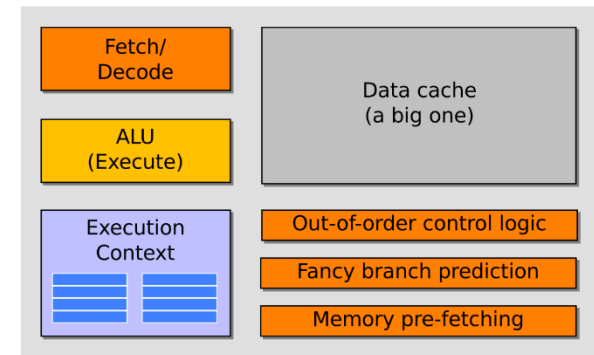 Fetch/
Decode
Data cache
(a big one)
ALU
(Execute)
Execution
Context
Out-of-order control logic
Fancy branch prediction
Memory pre-fetching